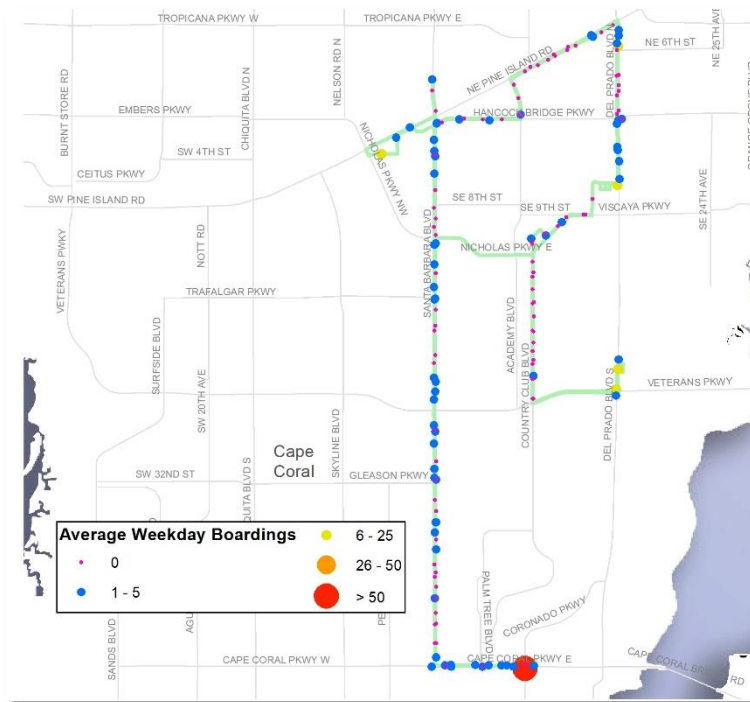 TROPICANA PKWY W
TROPICANA PKWY E
NE 25TH AVE
NE 6TH ST
BURNT STORE RD
CHIQUITA BLVD N
NELSON RD N
NE PINE ISLAND RD
DEL PRADO BLVD N
EMBERS PKWY
HANCOCK BRIDGE PKWY
NICHOLAS PKWY NW
SW 4TH ST
CEITUS PKWY
SW PINE ISLAND RD
SE 8TH ST
SE 9TH ST
VISCAYA PKWY
SE 24TH AVE
VETERANS PKWY
NOTT RD
SANTA BARBARA BLVD
NICHOLAS PKWY E
TRAFALGAR PKWY
ACADEMY BLVD
SURFSIDE BLVD
SW 20TH AVE
COUNTRY CLUB BLVD
DEL PRADO BLVD S
VETERANS PKWY
SKYLINE BLVD
Cape
Coral
SW 32ND ST
GLEASON PKWY
QUITA BLVD S
Average Weekday Boardings
0
1 - 5
6 - 25
26 - 50
> 50
PALM TREE BLVD
CORONADO PKWY
SANDS BLVD
AGU
PE
CAPE CORAL PKWY W
CAPE CORAL PKWY E
CAPE CORAL BR
RD